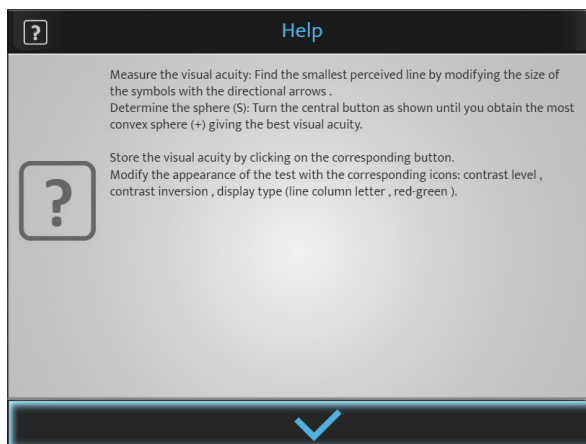 ?
Help
Measure the visual acuity: Find the smallest perceived line by modifying the size of
the symbols with the directional arrows .
Determine the sphere (S): Turn the central button as shown until you obtain the most
convex sphere (+) giving the best visual acuity.
Store the visual acuity by clicking on the corresponding button.
Modify the appearance of the test with the corresponding icons: contrast level ,
contrast inversion , display type (line column letter , red-green ).
?